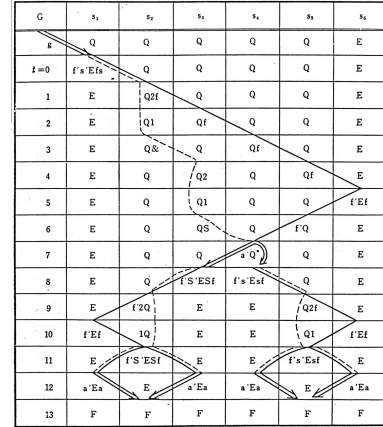 G s₁ s₂ s₃ s₄ s₅ s₆
g Q Q Q Q Q E
t=0 f's'Efs Q Q Q Q E
1 E Q2f Q Q Q E
2 E Q1 Qf Q Q E
3 E Q& Q Qf Q E
4 E Q Q2 Q Qf E
5 E Q Q1 Q Q f'Ef
6 E Q QS Q f'Q E
7 E Q Q a'Q* Q E
8 E Q f'S'ESf f's'Esf Q E
9 E f'2Q E E Q2f E
10 f'Ef 1Q E E Q1 f'Ef
11 E f'S'ESf E E f's'Esf E
12 a'Ea E a'Ea a'Ea E a'Ea
13 F F F F F F